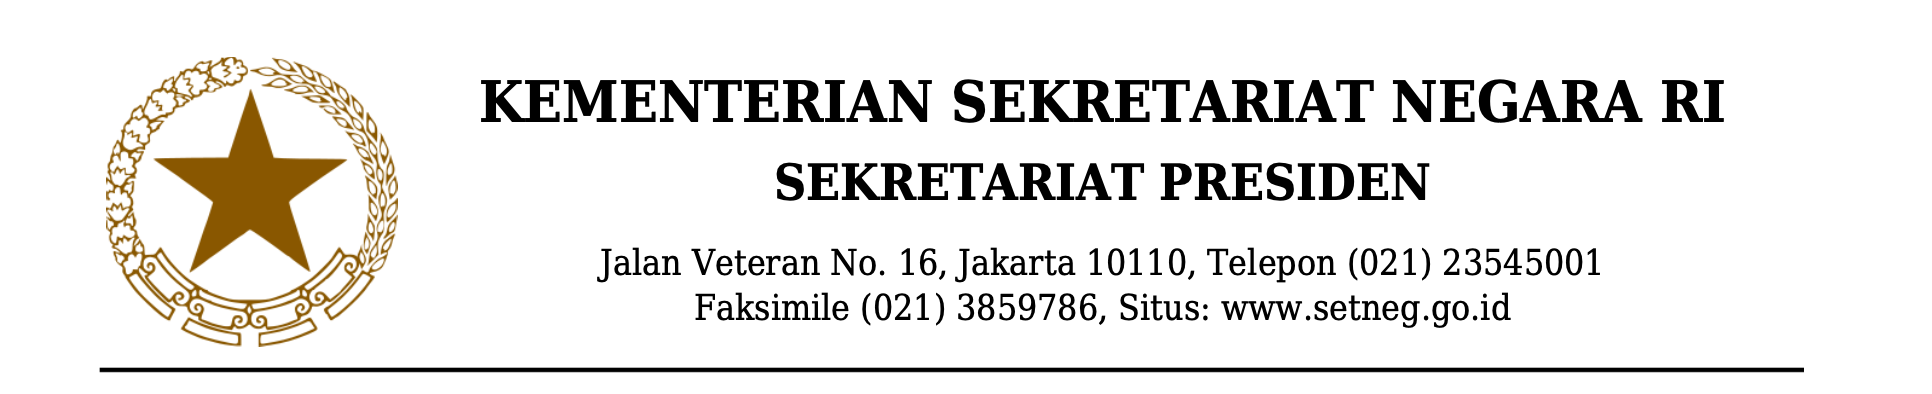 KEMENTERIAN SEKRETARIAT NEGARA RI
SEKRETARIAT PRESIDEN
Jalan Veteran No. 16, Jakarta 10110, Telepon (021) 23545001
Faksimile (021) 3859786, Situs: www.setneg.go.id